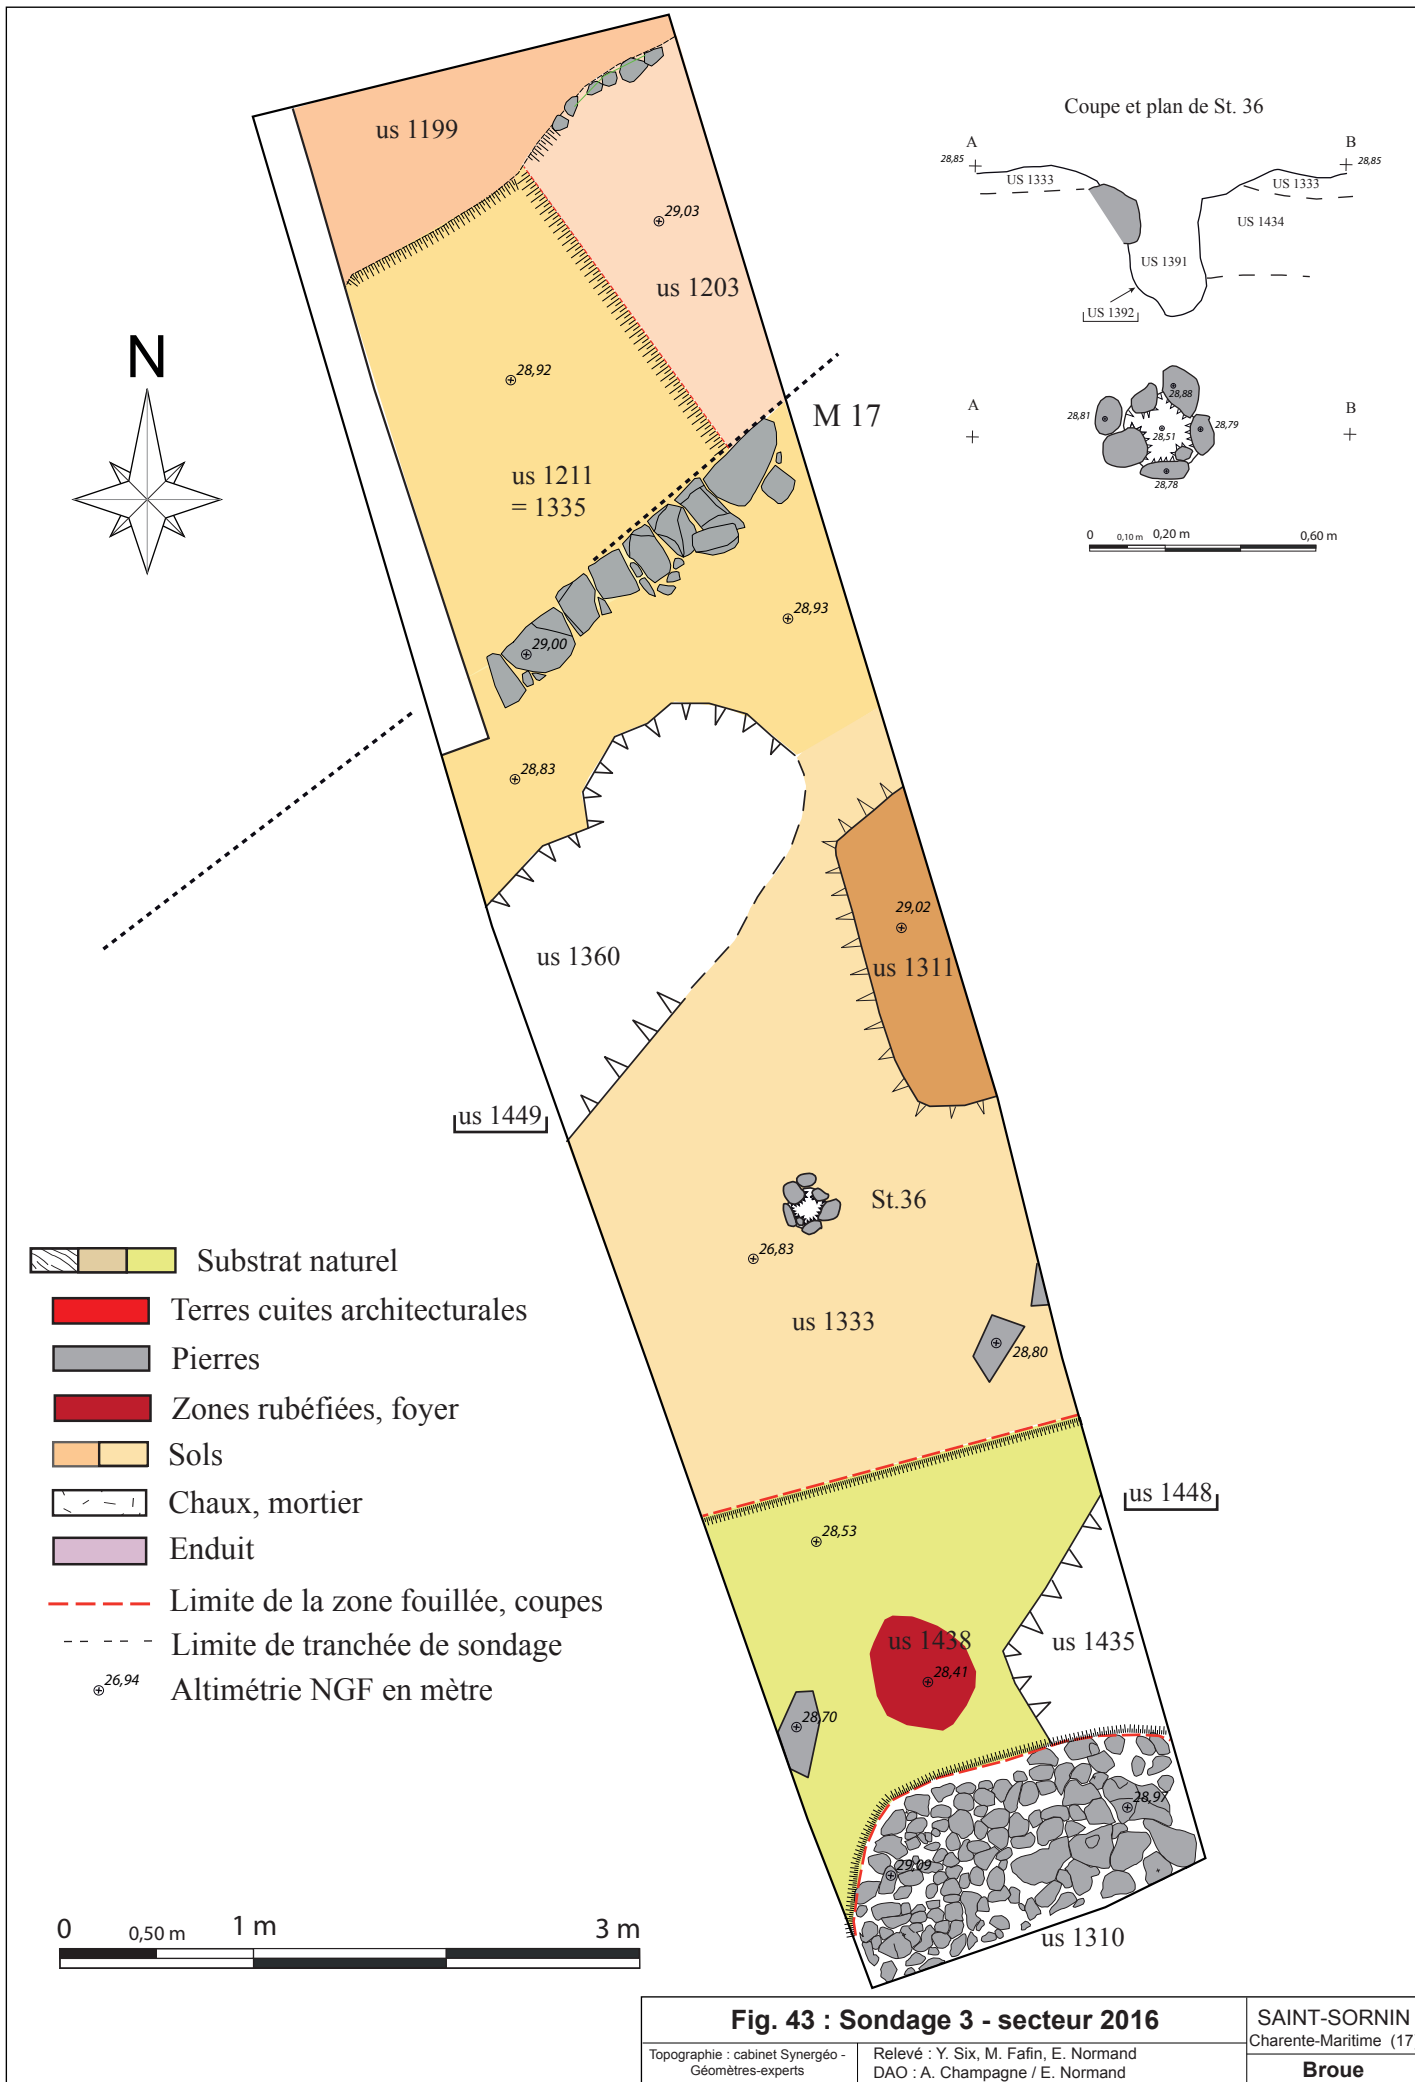 Coupe et plan de St. 36
A
B
28,85
28,85
US 1333
US 1333
US 1434
US 1391
US 1392
A
B
28,88
28,81
28,51
28,79
28,78
0
0,10 m
0,20 m
0,60 m
us 1199
29,03
us 1203
N
28,92
M 17
us 1211
= 1335
28,93
29,00
28,83
29,02
us 1360
us 1311
us 1449
St.36
26,83
us 1333
28,80
us 1448
28,53
us 1438
us 1435
28,41
28,70
28,97
29,09
us 1310
Substrat naturel
Terres cuites architecturales
Pierres
Zones rubéfiées, foyer
Sols
Chaux, mortier
Enduit
Limite de la zone fouillée, coupes
Limite de tranchée de sondage
26,94
Altimétrie NGF en mètre
0
0,50 m
1 m
3 m
Fig. 43 : Sondage 3 - secteur 2016
Topographie : cabinet Synergéo -
Géomètres-experts
Relevé : Y. Six, M. Fafin, E. Normand
DAO : A. Champagne / E. Normand
SAINT-SORNIN
Charente-Maritime (17
Broue